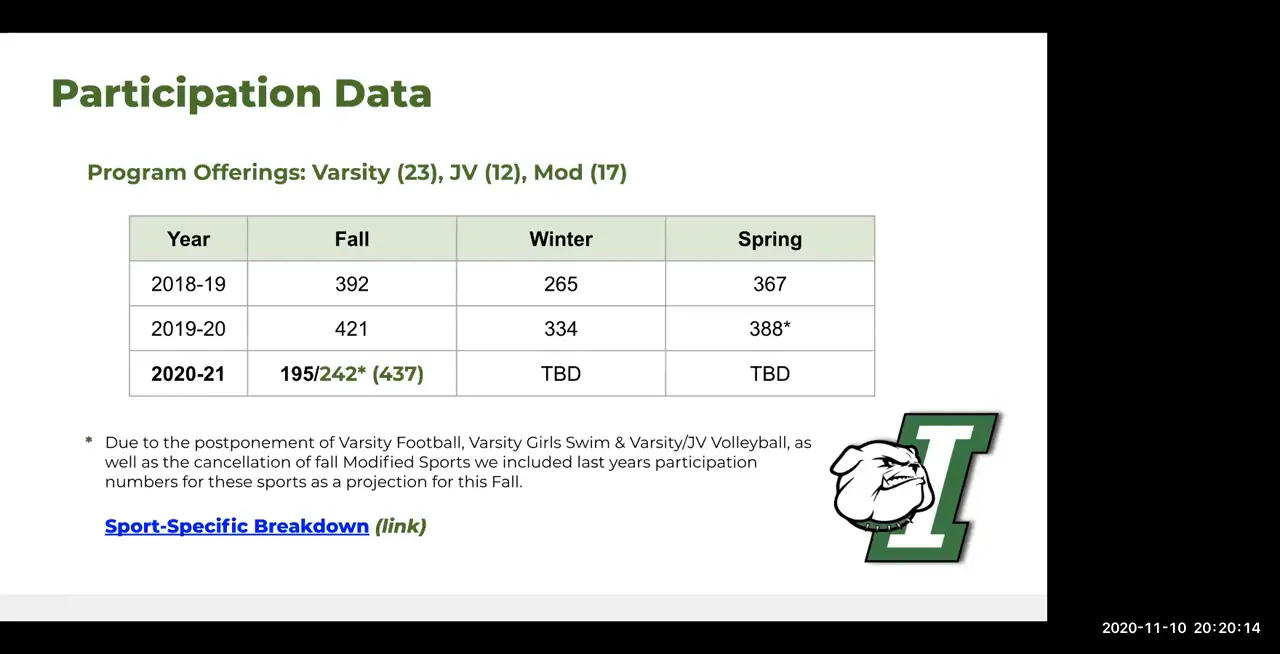 Participation Data
Program Offerings: Varsity (23), JV (12), Mod (17)
Year Fall Winter Spring
2018-19 392 265 367
2019-20 421 334 388*
2020-21 195/242* (437) TBD TBD
* Due to the postponement of Varsity Football, Varsity Girls Swim & Varsity/JV Volleyball, as
well as the cancellation of fall Modified Sports we included last years participation
numbers for these sports as a projection for this Fall.
Sport-Specific Breakdown (link)
I
2020-11-10 20:20:14